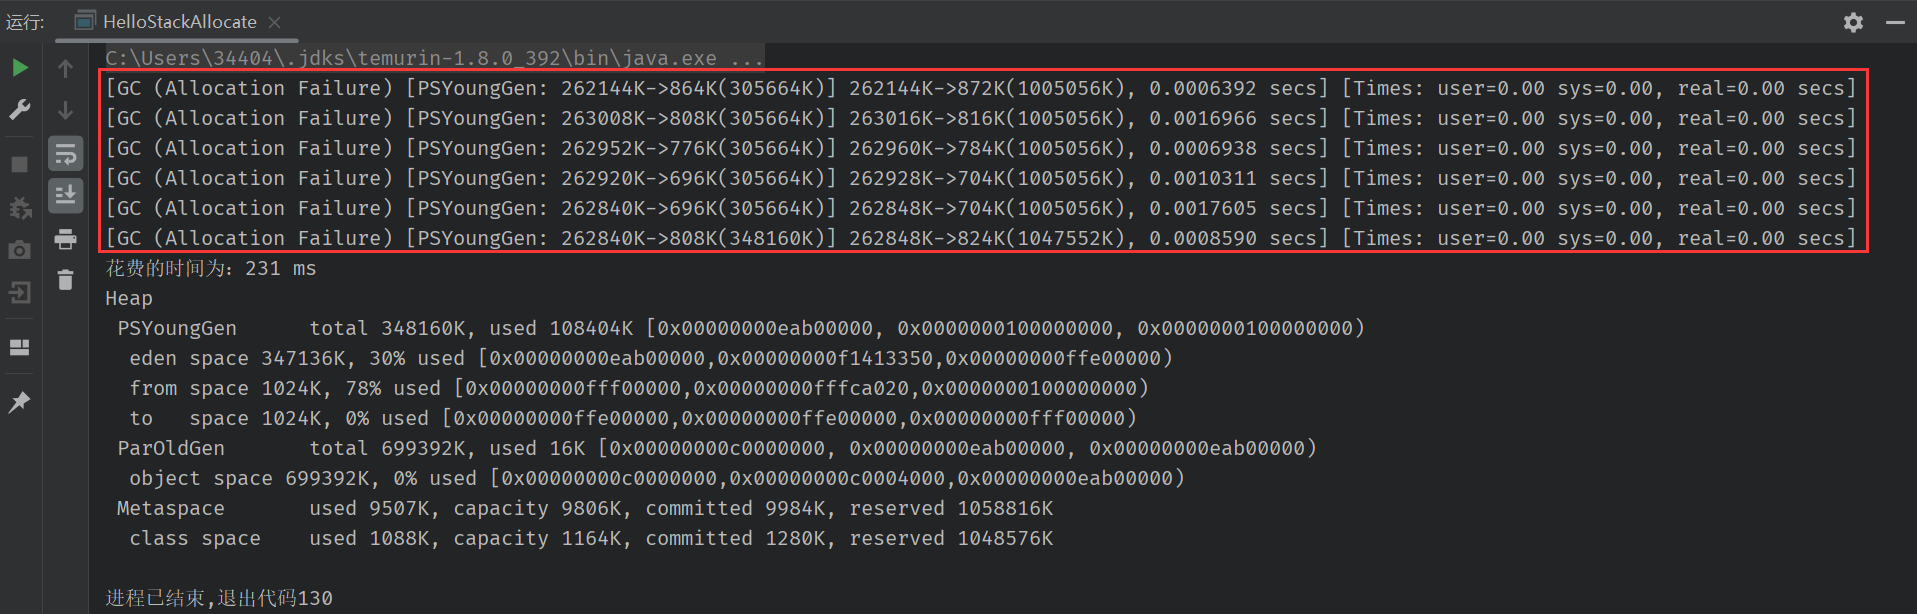 运行: HelloStackAllocate
C:\Users\34404\.jdks\temurin-1.8.0_392\bin\java.exe ...
[GC (Allocation Failure) [PSYoungGen: 262144K->864K(305664K)] 262144K->872K(1005056K), 0.0006392 secs] [Times: user=0.00 sys=0.00, real=0.00 secs]
[GC (Allocation Failure) [PSYoungGen: 263008K->808K(305664K)] 263016K->816K(1005056K), 0.0016966 secs] [Times: user=0.00 sys=0.00, real=0.00 secs]
[GC (Allocation Failure) [PSYoungGen: 262952K->776K(305664K)] 262960K->784K(1005056K), 0.0006938 secs] [Times: user=0.00 sys=0.00, real=0.00 secs]
[GC (Allocation Failure) [PSYoungGen: 262920K->696K(305664K)] 262928K->704K(1005056K), 0.0010311 secs] [Times: user=0.00 sys=0.00, real=0.00 secs]
[GC (Allocation Failure) [PSYoungGen: 262840K->696K(305664K)] 262848K->704K(1005056K), 0.0017605 secs] [Times: user=0.00 sys=0.00, real=0.00 secs]
[GC (Allocation Failure) [PSYoungGen: 262840K->808K(348160K)] 262848K->824K(1047552K), 0.0008590 secs] [Times: user=0.00 sys=0.00, real=0.00 secs]
花费的时间为：231 ms
Heap
PSYoungGen      total 348160K, used 108404K [0x00000000eab00000, 0x0000000100000000, 0x0000000100000000)
eden space 347136K, 30% used [0x00000000eab00000,0x00000000f1413350,0x00000000ffe00000)
from space 1024K, 78% used [0x00000000fff00000,0x00000000fffca020,0x0000000100000000)
to   space 1024K, 0% used [0x00000000ffe00000,0x00000000ffe00000,0x00000000fff00000)
ParOldGen       total 699392K, used 16K [0x00000000c0000000, 0x00000000eab00000, 0x00000000eab00000)
object space 699392K, 0% used [0x00000000c0000000,0x00000000c0004000,0x00000000eab00000)
Metaspace       used 9507K, capacity 9806K, committed 9984K, reserved 1058816K
class space    used 1088K, capacity 1164K, committed 1280K, reserved 1048576K
进程已结束,退出代码130